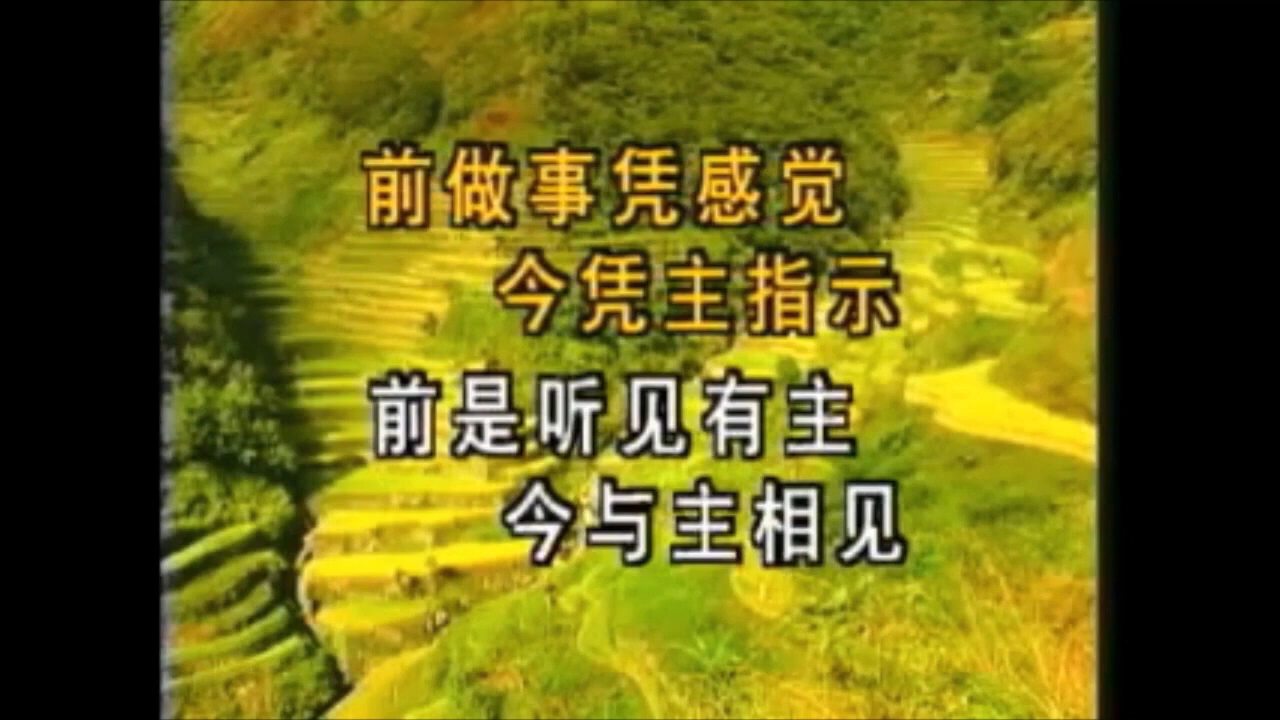 前做事凭感觉
今凭主指示
前是听见有主
今与主相见